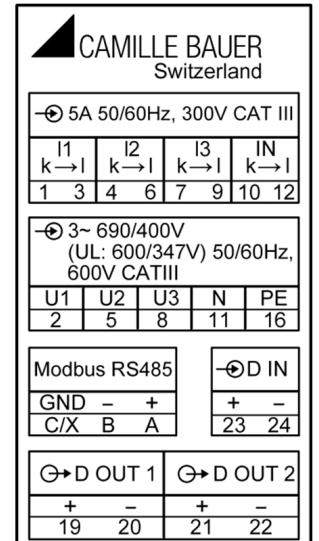 CAMILLE BAUER
Switzerland
5A 50/60Hz, 300V CAT III
I1 I2 I3 IN
k→l k→l k→l k→l
1 3 4 6 7 9 10 12
3~ 690/400V
(UL: 600/347V) 50/60Hz,
600V CATIII
U1 U2 U3 N PE
2 5 8 11 16
Modbus RS485 D IN
GND – + + –
C/X B A 23 24
D OUT 1 D OUT 2
+ – + –
19 20 21 22